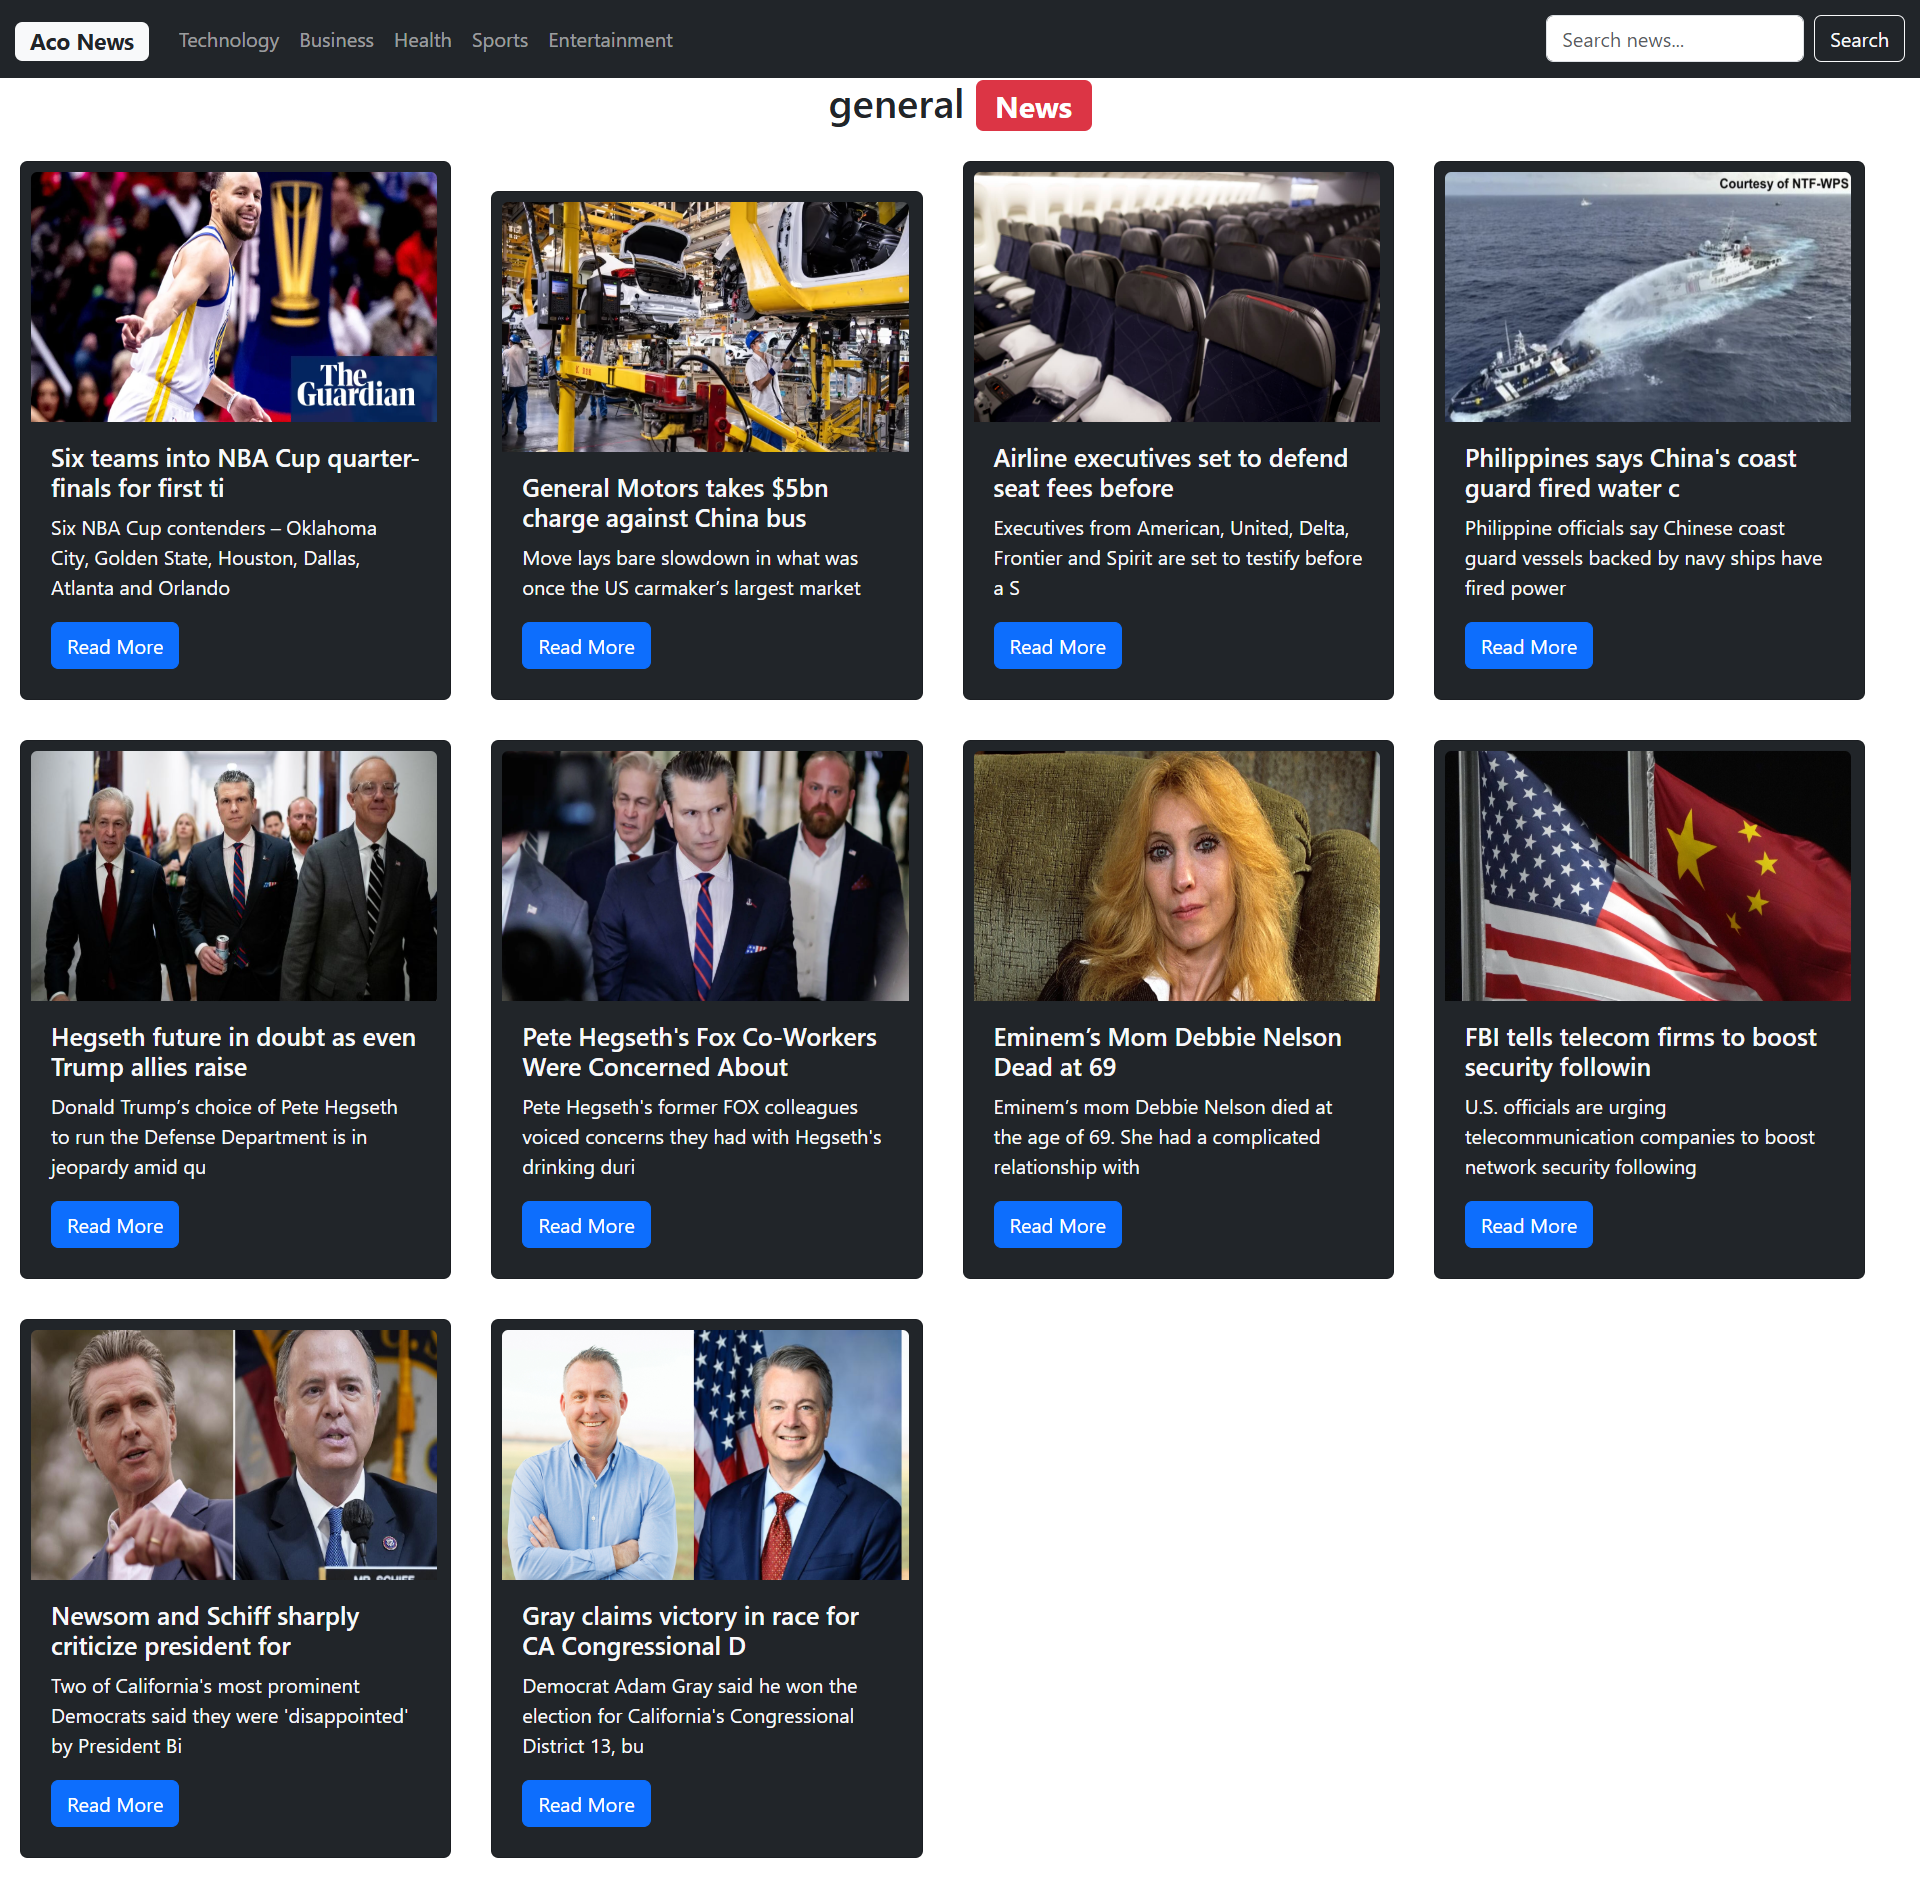 Aco News
Technology
Business
Health
Sports
Entertainment
Search news...
Search
general News
The
Guardian
Six teams into NBA Cup quarter-
finals for first ti
Six NBA Cup contenders – Oklahoma
City, Golden State, Houston, Dallas,
Atlanta and Orlando
Read More
General Motors takes $5bn
charge against China bus
Move lays bare slowdown in what was
once the US carmaker’s largest market
Read More
Airline executives set to defend
seat fees before
Executives from American, United, Delta,
Frontier and Spirit are set to testify before
a S
Read More
Courtesy of NTF-WPS
Philippines says China's coast
guard fired water c
Philippine officials say Chinese coast
guard vessels backed by navy ships have
fired power
Read More
Hegseth future in doubt as even
Trump allies raise
Donald Trump’s choice of Pete Hegseth
to run the Defense Department is in
jeopardy amid qu
Read More
Pete Hegseth's Fox Co-Workers
Were Concerned About
Pete Hegseth's former FOX colleagues
voiced concerns they had with Hegseth's
drinking duri
Read More
Eminem’s Mom Debbie Nelson
Dead at 69
Eminem’s mom Debbie Nelson died at
the age of 69. She had a complicated
relationship with
Read More
FBI tells telecom firms to boost
security followin
U.S. officials are urging
telecommunication companies to boost
network security following
Read More
MR. SCHIFF
Newsom and Schiff sharply
criticize president for
Two of California's most prominent
Democrats said they were 'disappointed'
by President Bi
Read More
Gray claims victory in race for
CA Congressional D
Democrat Adam Gray said he won the
election for California's Congressional
District 13, bu
Read More